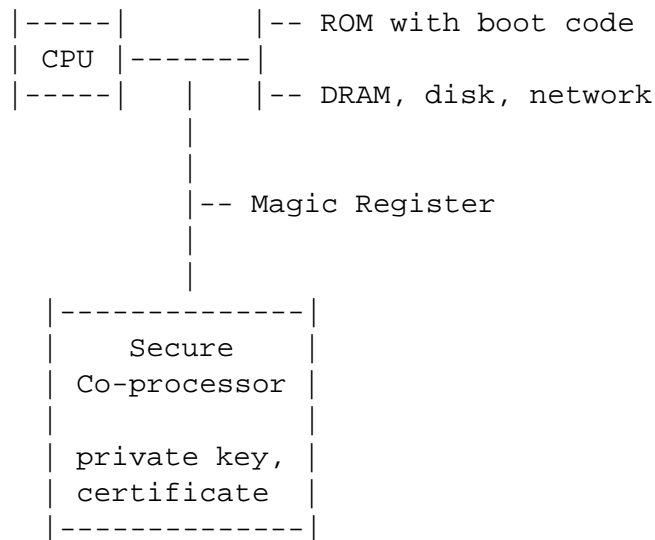 |-----|        |-- ROM with boot code
| CPU |-------|
|-----|   |   |-- DRAM, disk, network
|
|
|-- Magic Register
|
|
|--------------|
| Secure |
| Co-processor |
| |
| private key, |
| certificate |
|--------------|